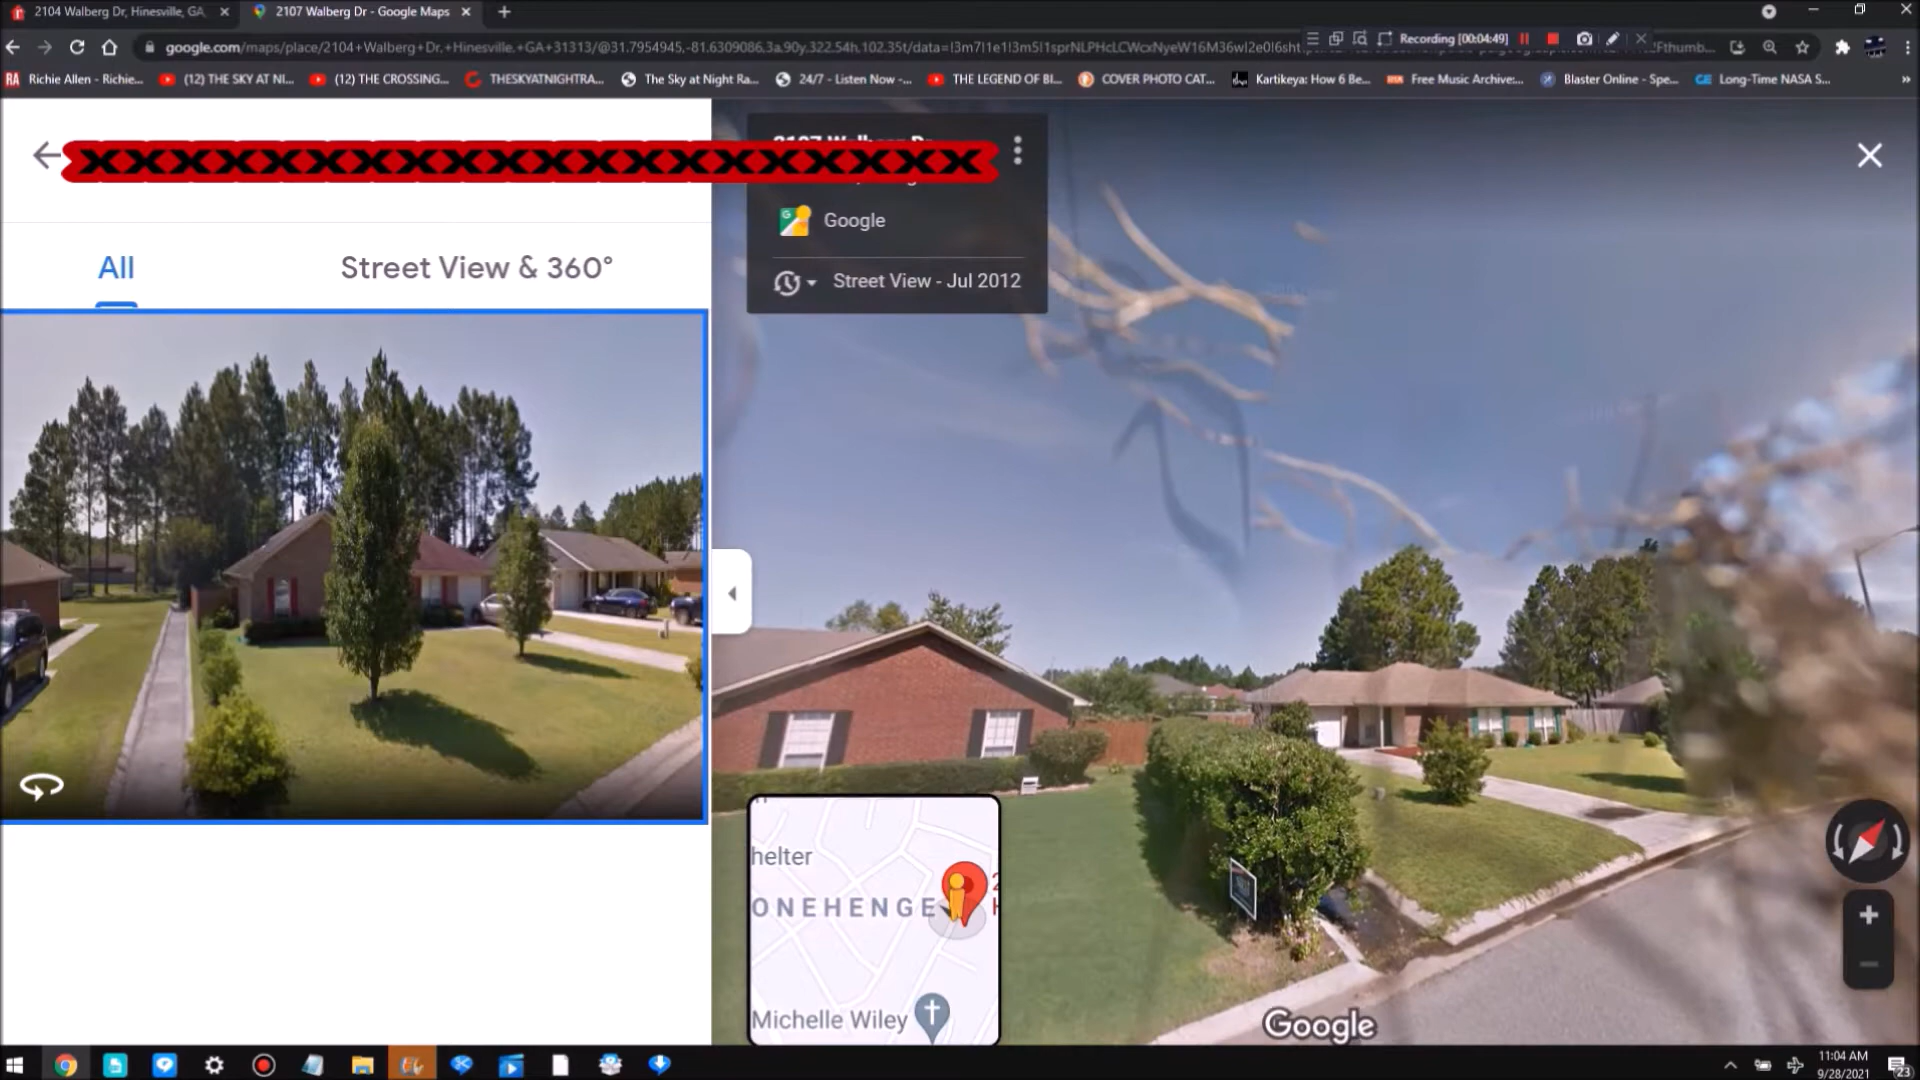 2104 Walberg Dr, Hinesville, GA,
2107 Walberg Dr - Google Maps
google.com/maps/place/2104+Walberg+Dr,+Hinesville,+GA+31313/@31.7954945,-81.6309086,3a,90y,322.54h,102.35t/data=!3m7!1e1!3m5!1sprNLPHcLCWcxNyeW16M36wI2e0!6sht
Recording [00:04:49]
Fthumb...
RA Richie Allen - Richie...
(12) THE SKY AT NI...
(12) THE CROSSING...
THESKYATNIGHTRA...
The Sky at Night Ra...
24/7 - Listen Now -...
THE LEGEND OF BI...
COVER PHOTO CAT...
Kartikeya: How 6 Be...
Free Music Archive:...
Blaster Online - Spe...
Long-Time NASA S...
Google
Street View - Jul 2012
All
Street View & 360°
helter
ONEHENGE
Michelle Wiley
Google
11:04 AM
9/28/2021
23